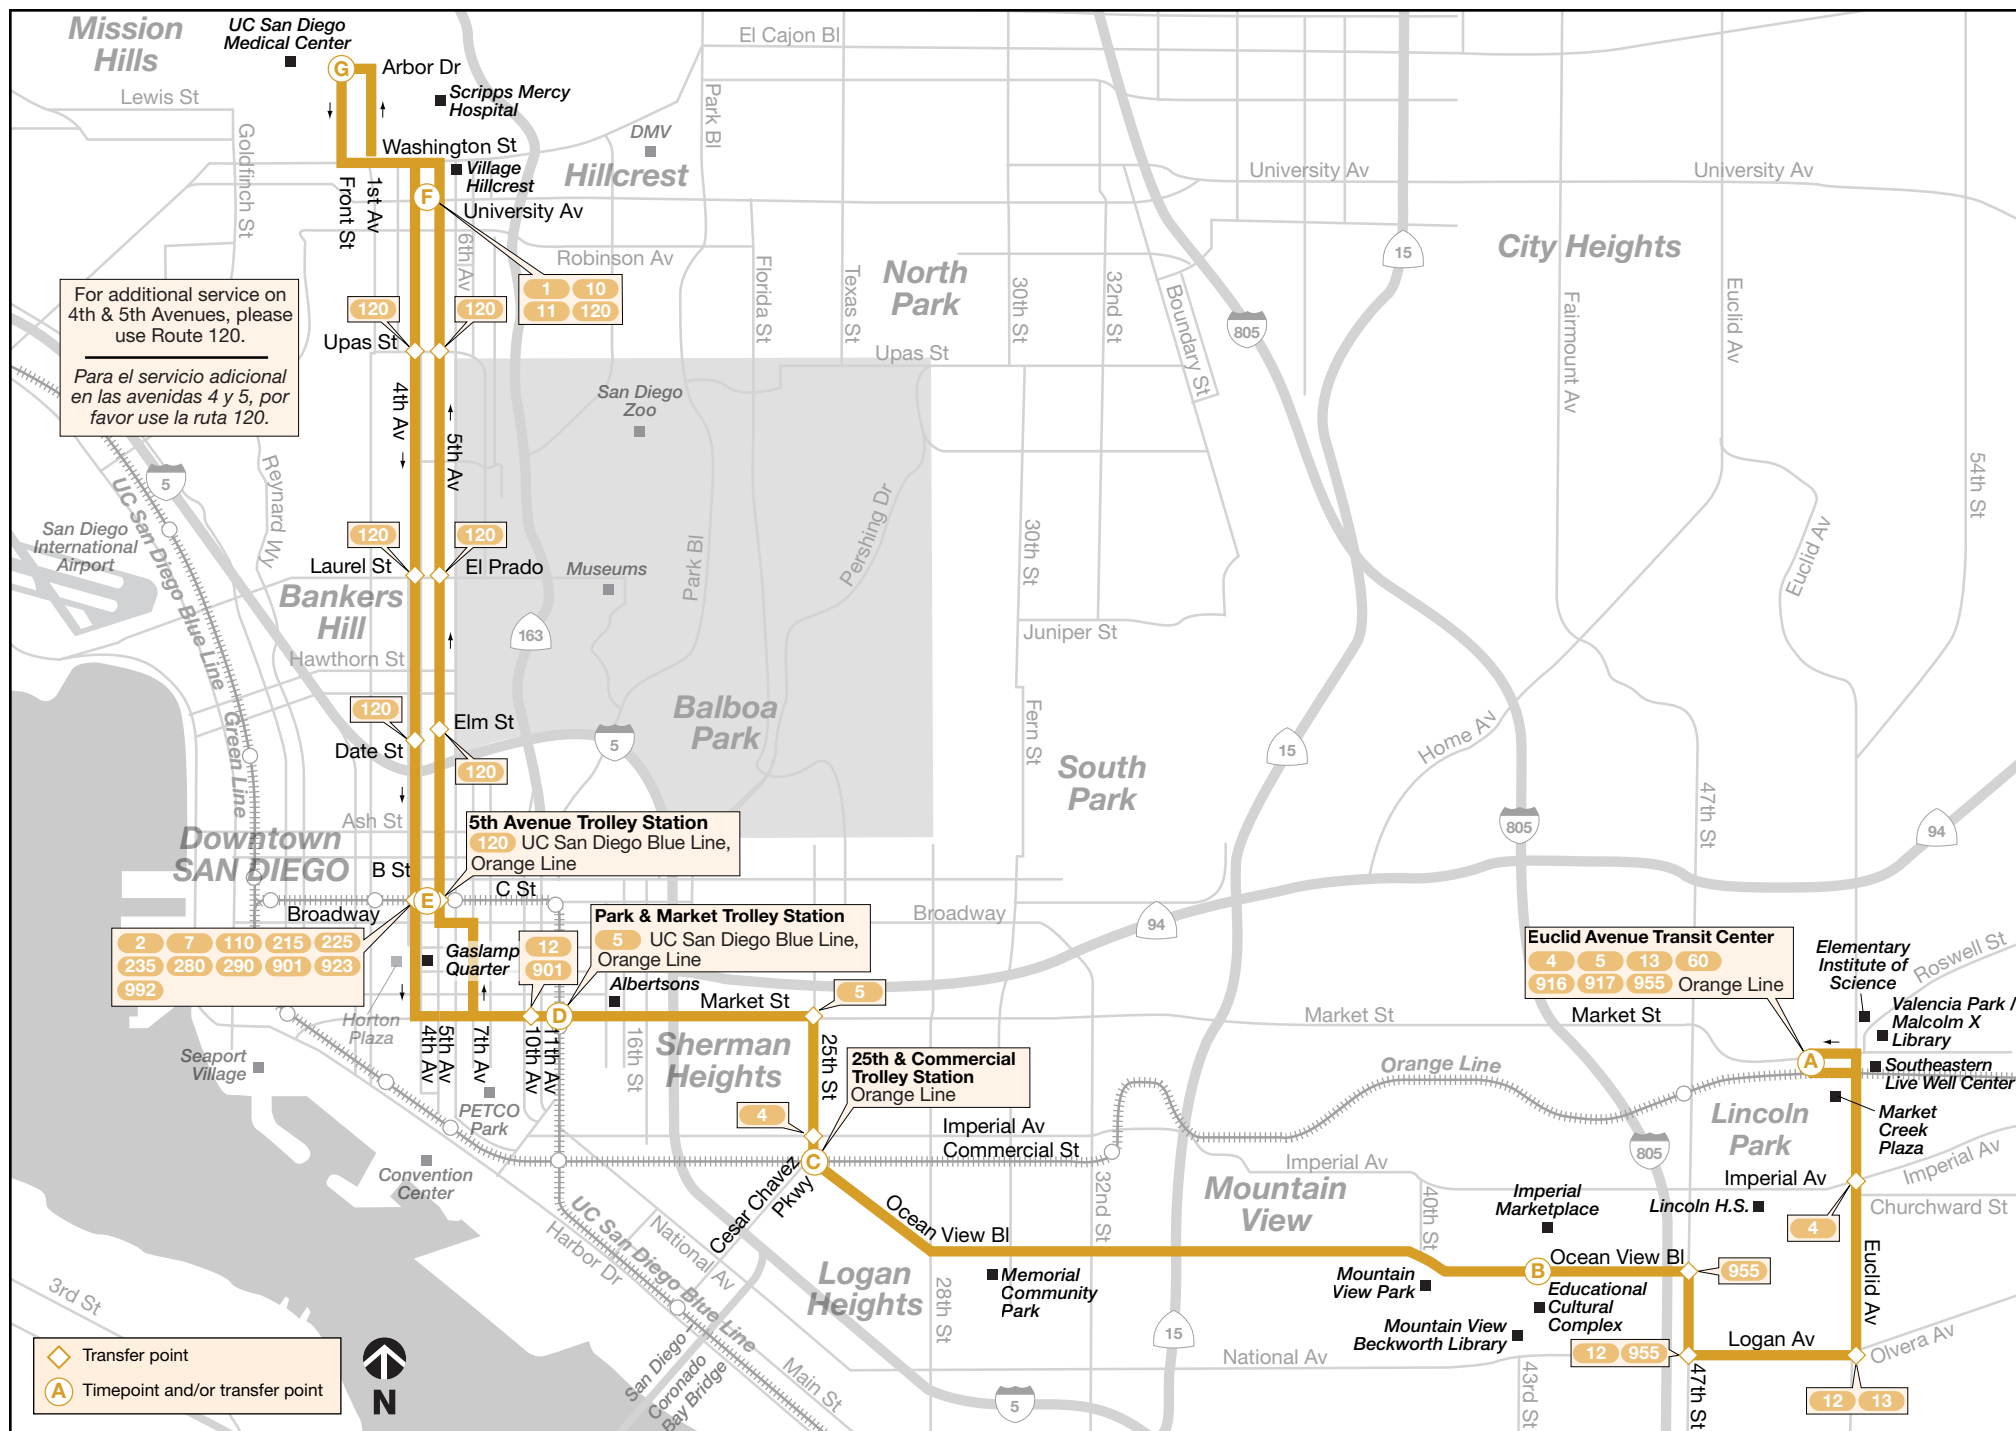 Mission
Hills
UC San Diego
Medical Center
G
Arbor Dr
Scripps Mercy
Hospital
El Cajon Bl
Lewis St
Goldfinch St
Washington St
Village
Hillcrest
DMV
Hillcrest
Park Bl
University Av
University Av
Front St
1st Av
F
University Av
6th Av
Robinson Av
1 10
11 120
Florida St
Texas St
North
Park
30th St
32nd St
Boundary St
15
City Heights
805
Fairmount Av
Euclid Av
For additional service on
4th & 5th Avenues, please
use Route 120.
Para el servicio adicional
en las avenidas 4 y 5, por
favor use la ruta 120.
120
120
Upas St
Upas St
4th Av
5th Av
San Diego
Zoo
5
Reynard Wy
UC San Diego Blue Line
Green Line
San Diego
International
Airport
120
120
Laurel St
El Prado
Museums
Park Bl
Pershing Dr
30th St
Euclid Av
54th St
Bankers
Hill
163
Juniper St
Hawthorn St
Balboa
Park
120
Elm St
Date St
120
5
Fern St
South
Park
15
Home Av
805
47th St
94
Ash St
Downtown
SAN DIEGO
5th Avenue Trolley Station
120 UC San Diego Blue Line,
Orange Line
B St
E
C St
Broadway
Broadway
94
2 7 110 215 225
235 280 290 901 923
992
Gaslamp
Quarter
12
901
Park & Market Trolley Station
5 UC San Diego Blue Line,
Orange Line
Albertsons
Market St
5
D
Horton
Plaza
Seaport
Village
4th Av
5th Av
7th Av
10th Av
11th Av
16th St
PETCO
Park
Sherman
Heights
25th St
25th & Commercial
Trolley Station
Orange Line
4
Imperial Av
Commercial St
C
Cesar Chavez
Pkwy
Convention
Center
Harbor Dr
UC San Diego Blue Line
National Av
Ocean
View Bl
Logan
Heights
28th St
32nd St
Memorial
Community
Park
Market St
Orange Line
Euclid Avenue Transit Center
4 5 13 60
916 917 955 Orange Line
Market St
Elementary
Institute of
Science
Roswell St
Valencia Park /
Malcolm X
Library
A
Southeastern
Live Well Center
Lincoln
Park
Market
Creek
Plaza
805
Imperial Av
Mountain
View
40th St
Imperial
Marketplace
Lincoln H.S.
Imperial Av
Imperial Av
Churchward St
4
Euclid Av
Ocean View Bl
B
955
Mountain
View Park
Educational
Cultural
Complex
Mountain View
Beckworth Library
15
National Av
43rd St
12 955
Logan Av
47th St
Olvera Av
12 13
3rd St
San Diego
Coronado
Bay Bridge
Main St
5
Transfer point
A Timepoint and/or transfer point
N